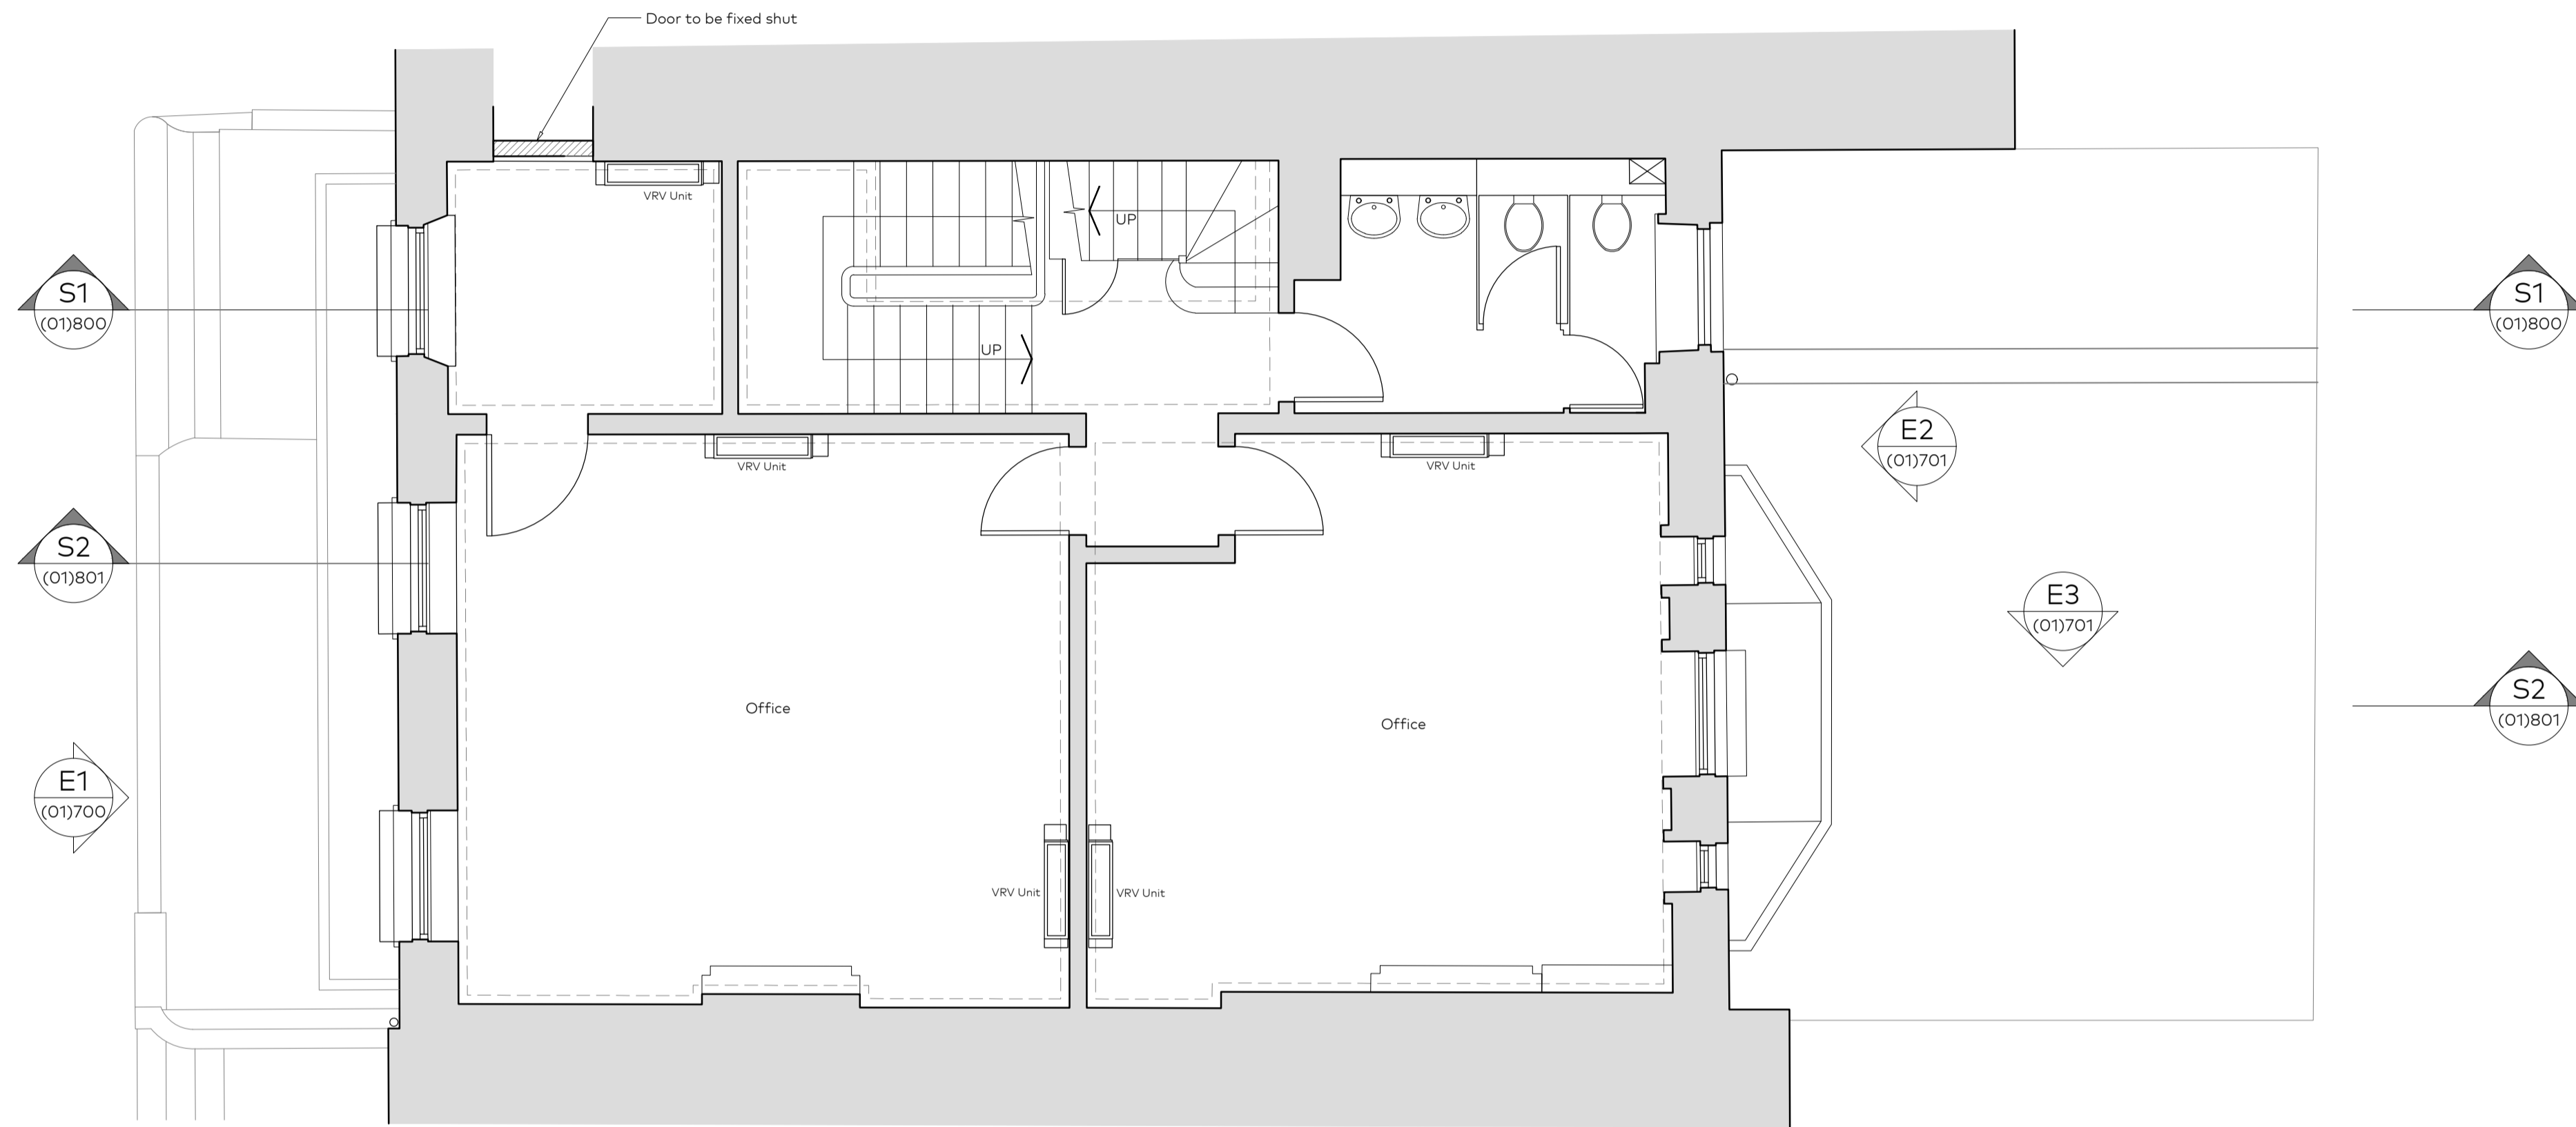 Door to be fixed shut
VRV Unit
UP
UP
S1
(01)800
S1
(01)800
E2
(01)701
VRV Unit
VRV Unit
S2
(01)801
E3
(01)701
S2
(01)801
Office
Office
E1
(01)700
VRV Unit
VRV Unit